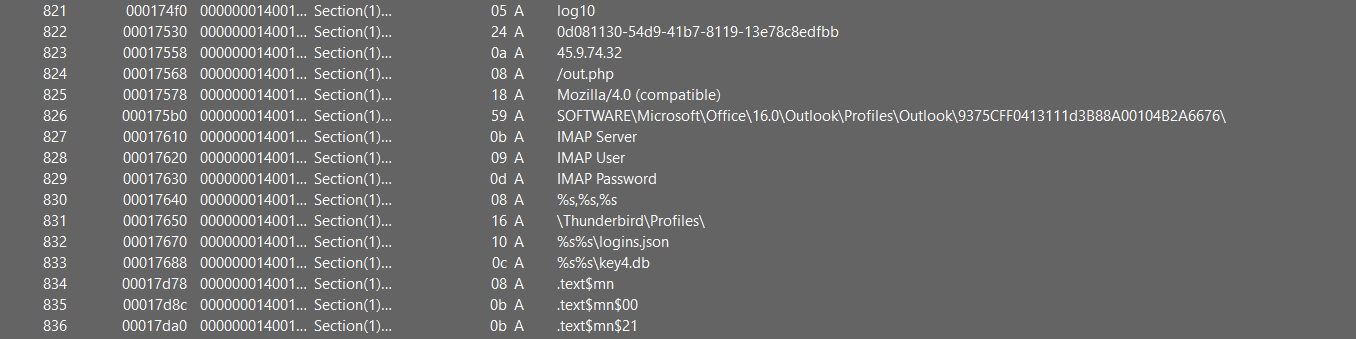 821 000174f0 000000014001... Section(1)... 05 A log10
822 00017530 000000014001... Section(1)... 24 A 0d081130-54d9-41b7-8119-13e78c8edfbb
823 00017558 000000014001... Section(1)... 0a A 45.9.74.32
824 00017568 000000014001... Section(1)... 08 A /out.php
825 00017578 000000014001... Section(1)... 18 A Mozilla/4.0 (compatible)
826 000175b0 000000014001... Section(1)... 59 A SOFTWARE\Microsoft\Office\16.0\Outlook\Profiles\Outlook\9375CFF0413111d3B88A00104B2A6676\
827 00017610 000000014001... Section(1)... 0b A IMAP Server
828 00017620 000000014001... Section(1)... 09 A IMAP User
829 00017630 000000014001... Section(1)... 0d A IMAP Password
830 00017640 000000014001... Section(1)... 08 A %s,%s,%s
831 00017650 000000014001... Section(1)... 16 A \Thunderbird\Profiles\
832 00017670 000000014001... Section(1)... 10 A %s%s\logins.json
833 00017688 000000014001... Section(1)... 0c A %s%s\key4.db
834 00017d78 000000014001... Section(1)... 08 A .text$mn
835 00017d8c 000000014001... Section(1)... 0b A .text$mn$00
836 00017da0 000000014001... Section(1)... 0b A .text$mn$21